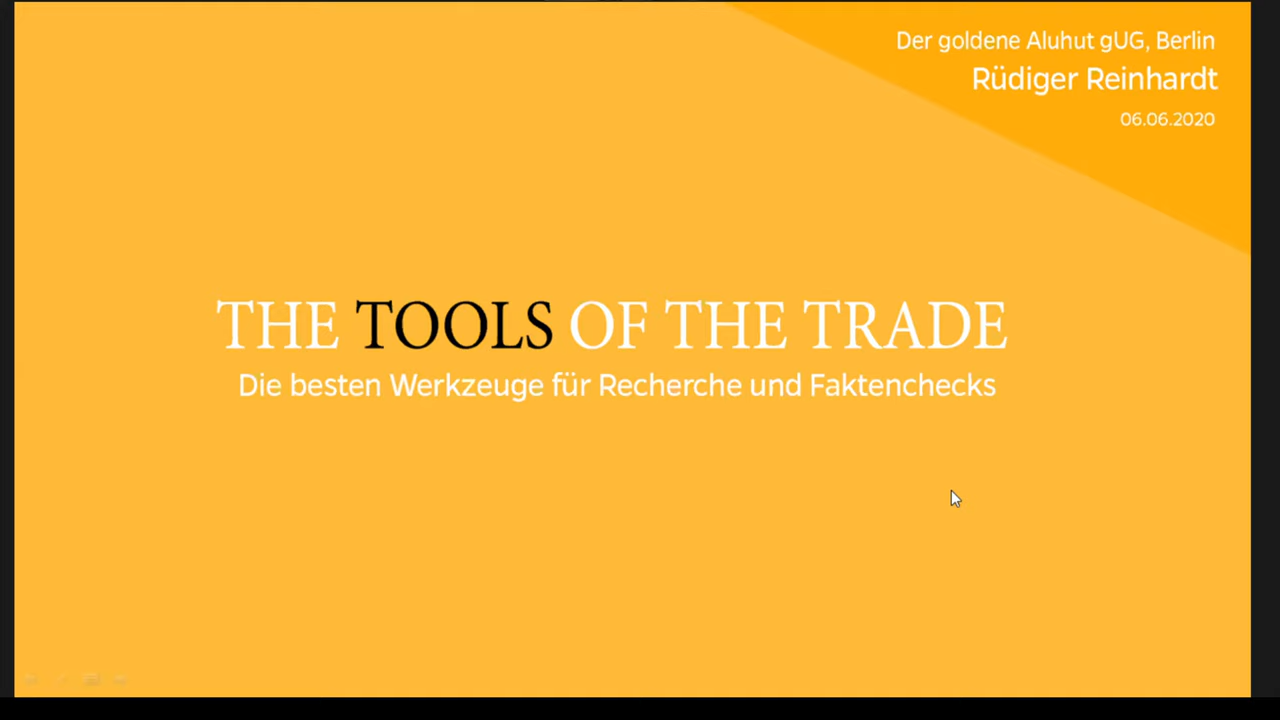 Der goldene Aluhut gUG, Berlin
Rüdiger Reinhardt
06.06.2020
THE TOOLS OF THE TRADE
Die besten Werkzeuge für Recherche und Faktenchecks